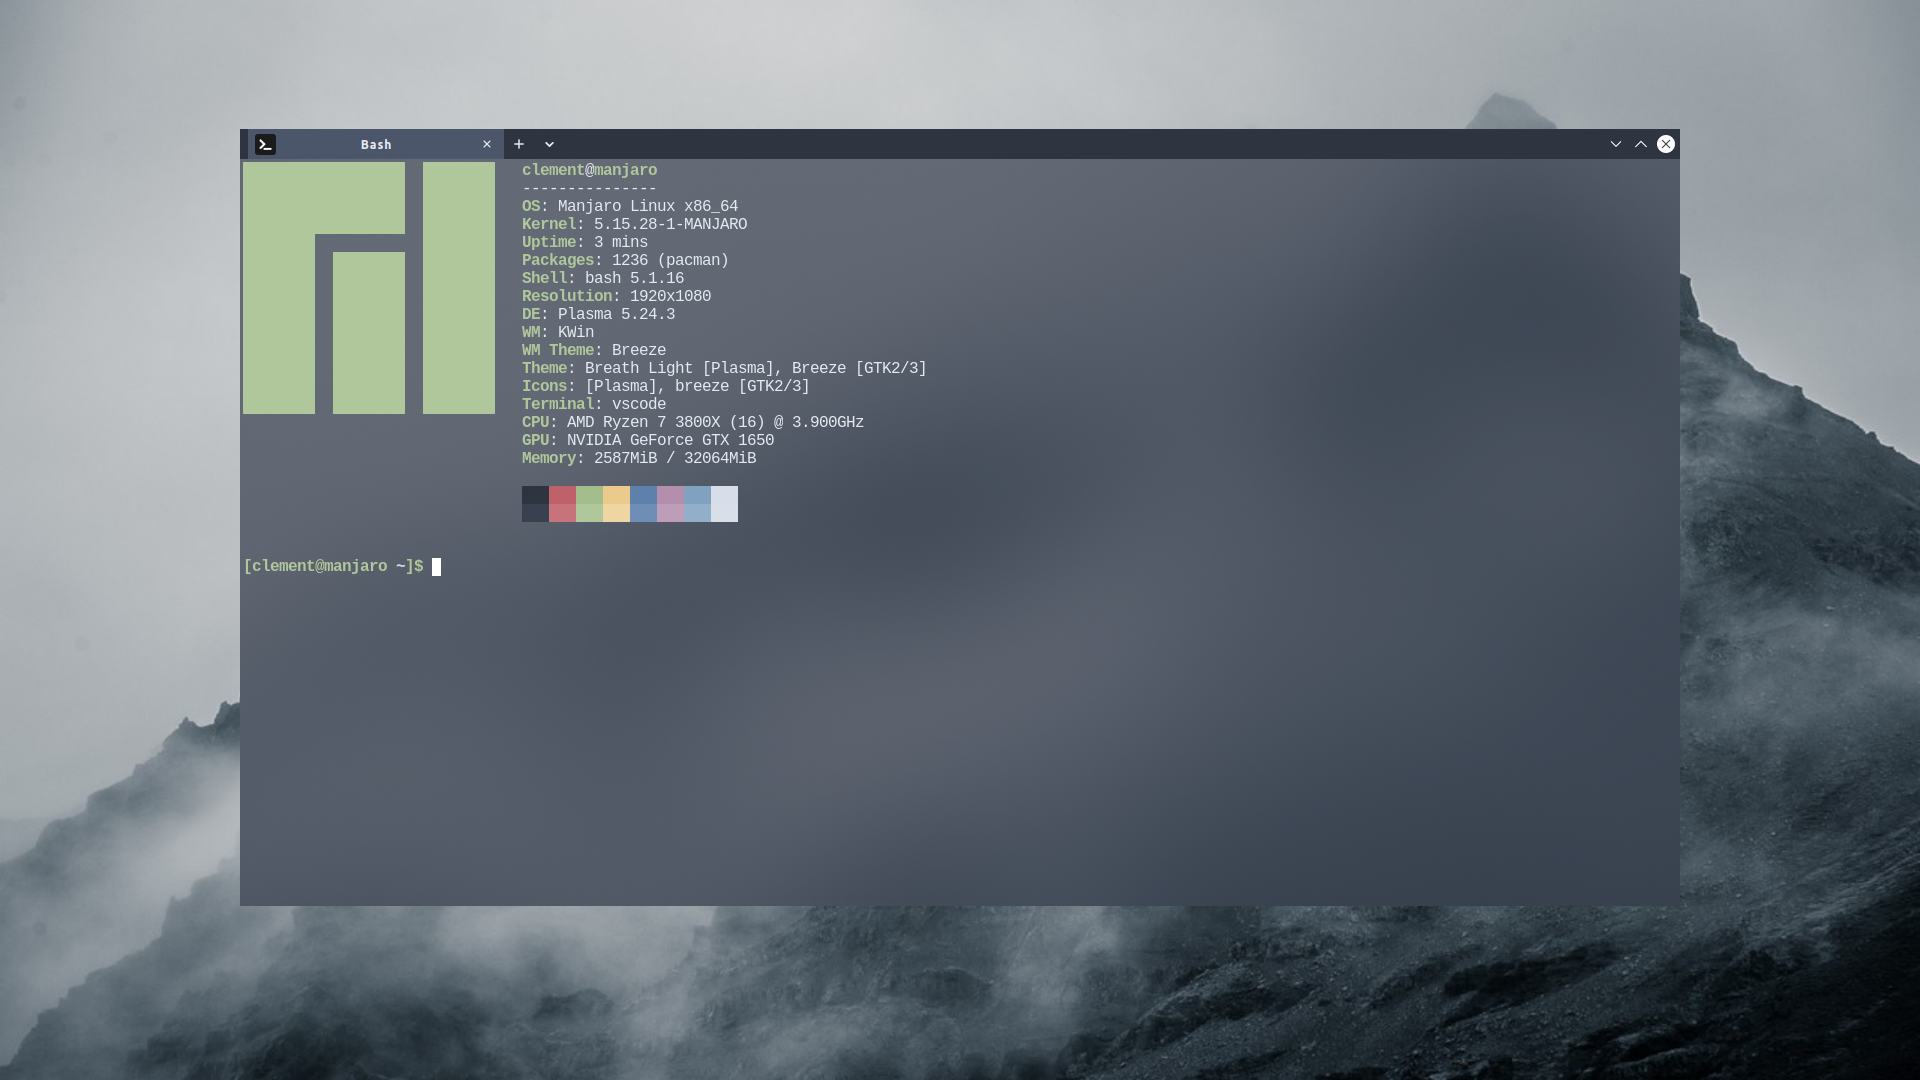 Bash
clement@manjaro
---------------
OS: Manjaro Linux x86_64
Kernel: 5.15.28-1-MANJARO
Uptime: 3 mins
Packages: 1236 (pacman)
Shell: bash 5.1.16
Resolution: 1920x1080
DE: Plasma 5.24.3
WM: KWin
WM Theme: Breeze
Theme: Breath Light [Plasma], Breeze [GTK2/3]
Icons: [Plasma], breeze [GTK2/3]
Terminal: vscode
CPU: AMD Ryzen 7 3800X (16) @ 3.900GHz
GPU: NVIDIA GeForce GTX 1650
Memory: 2587MiB / 32064MiB
[clement@manjaro ~]$